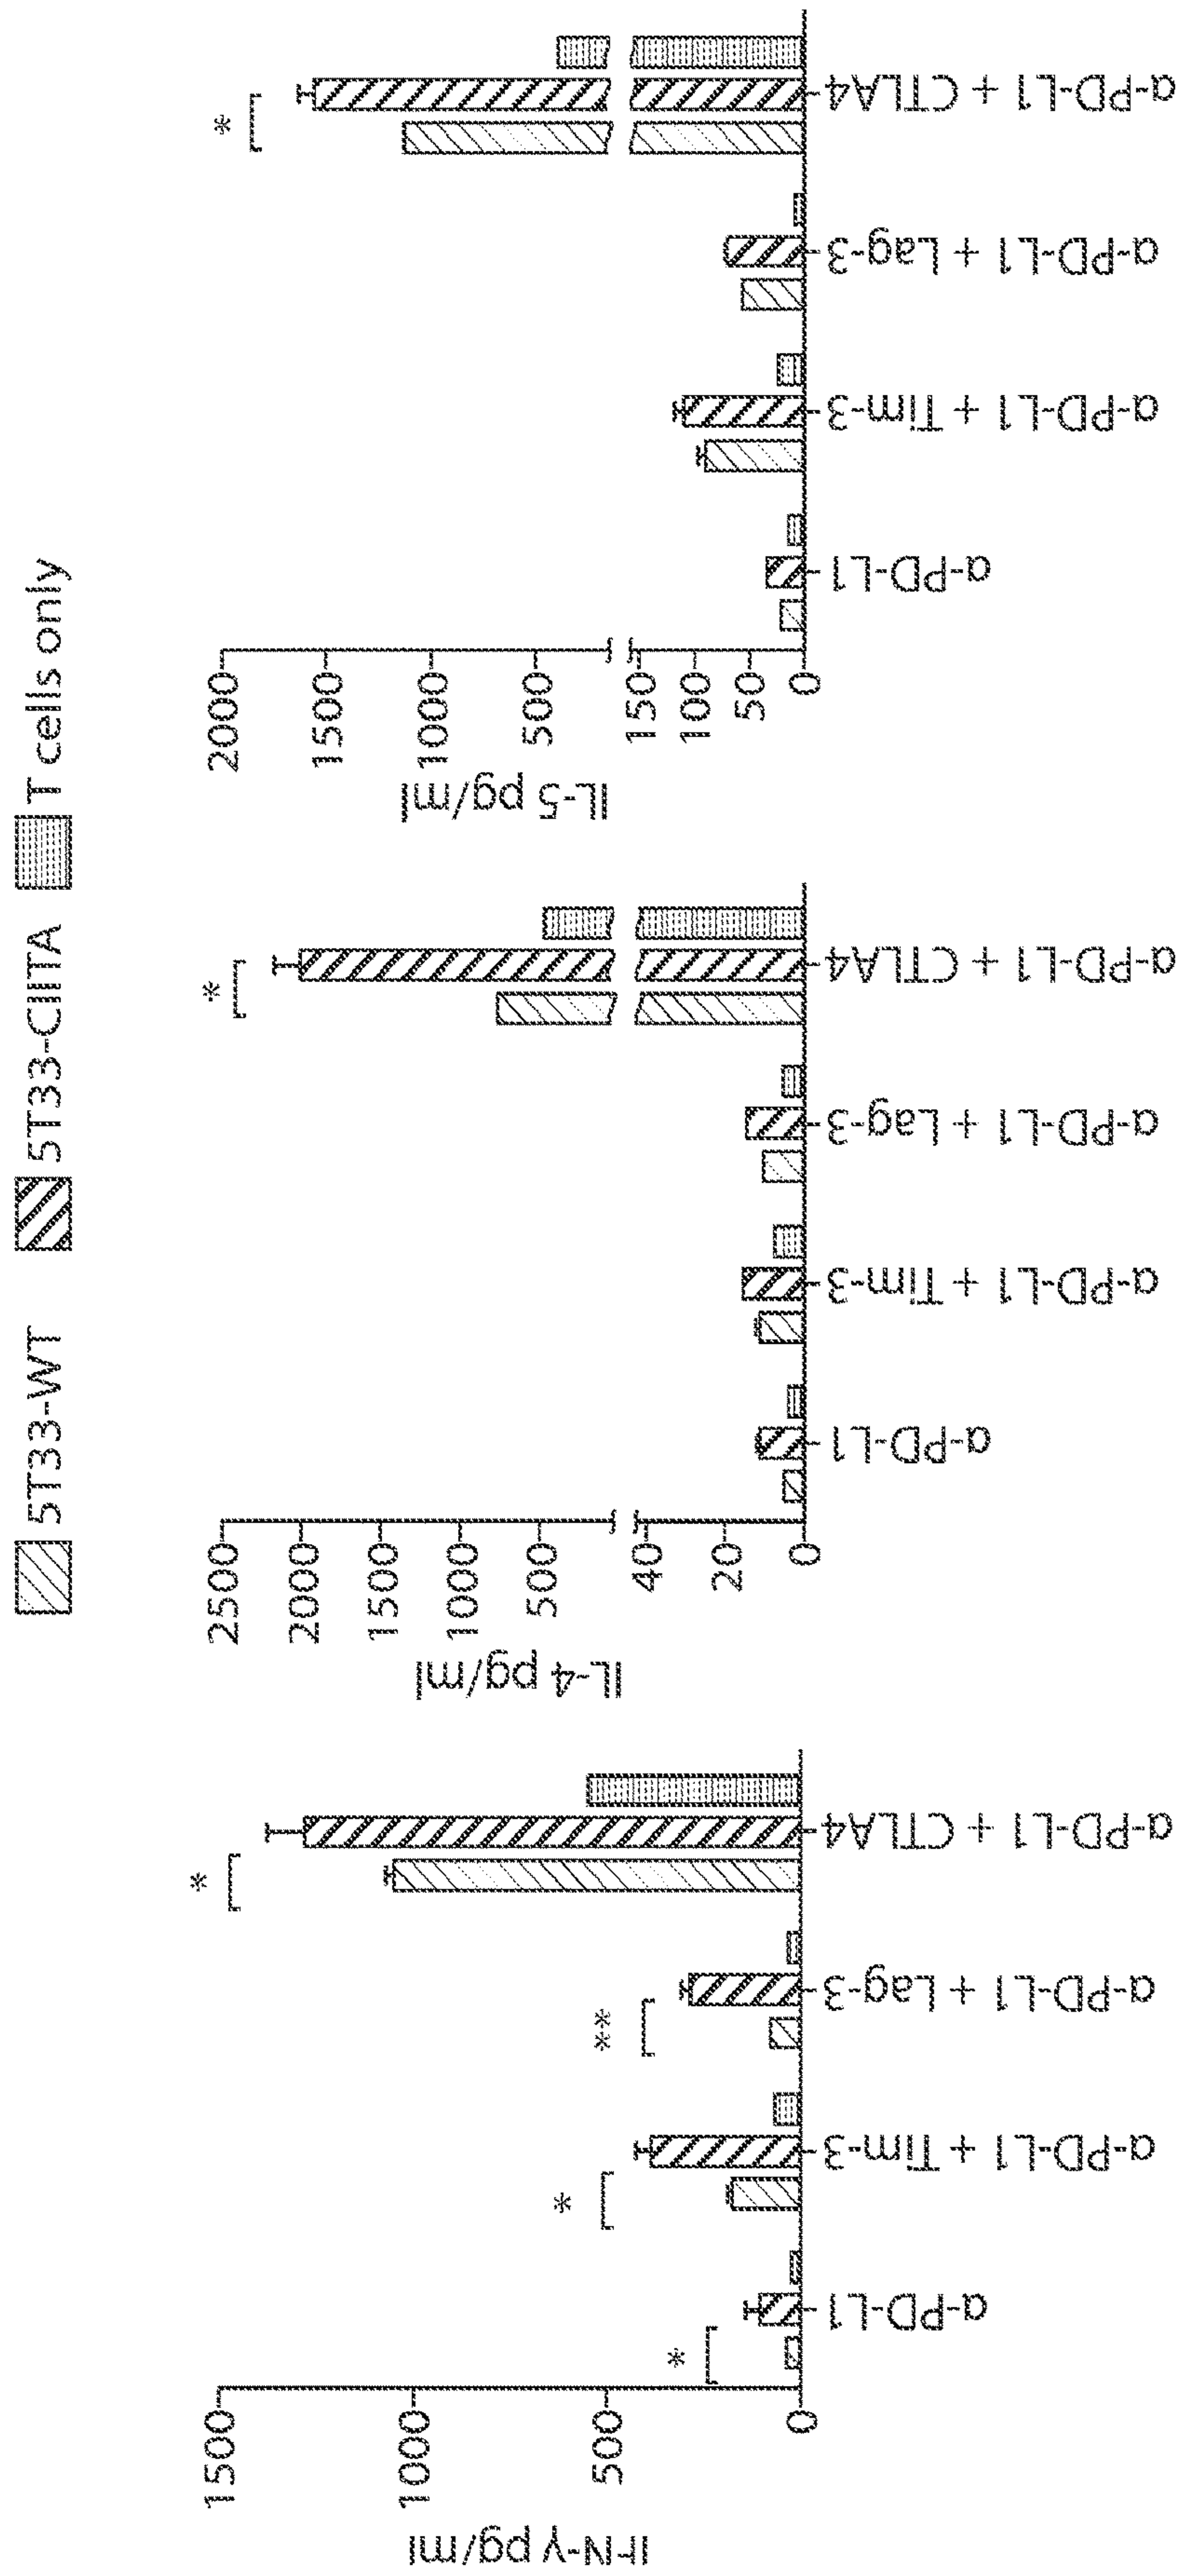 5T33-WT 5T33-CIITA T cells only
IFN-γ pg/ml
1500
1000
500
0
*
*
**
*
α-PD-L1
α-PD-L1 + Tim-3
α-PD-L1 + Lag-3
α-PD-L1 + CTLA4
IL-4 pg/ml
2500
2000
1500
1000
500
40
20
0
*
α-PD-L1
α-PD-L1 + Tim-3
α-PD-L1 + Lag-3
α-PD-L1 + CTLA4
IL-5 pg/ml
2000
1500
1000
500
150
100
50
0
*
α-PD-L1
α-PD-L1 + Tim-3
α-PD-L1 + Lag-3
α-PD-L1 + CTLA4